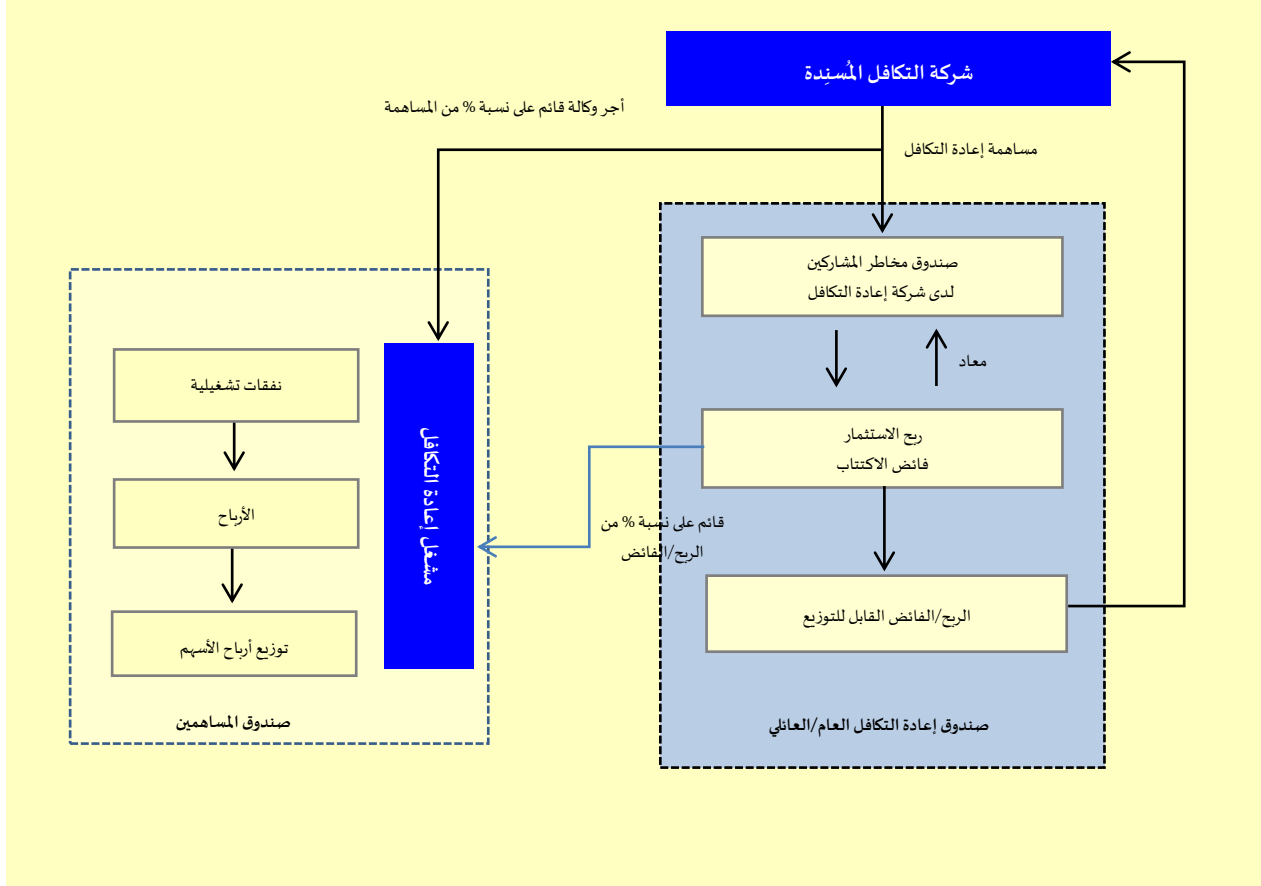 شركة التكافل المُسنِدة
أجر وكالة قائم على نسبة % من المساهمة
مساهمة إعادة التكافل
صندوق مخاطر المشاركين
لدى شركة إعادة التكافل
معاد
ربح الاستثمار
فائض الاكتتاب
قائم على نسبة % من
الربح/الفائض
الربح/الفائض القابل للتوزيع
صندوق إعادة التكافل العام/العائلي
مشغل إعادة التكافل
نفقات تشغيلية
الأرباح
توزيع أرباح الأسهم
صندوق المساهمين